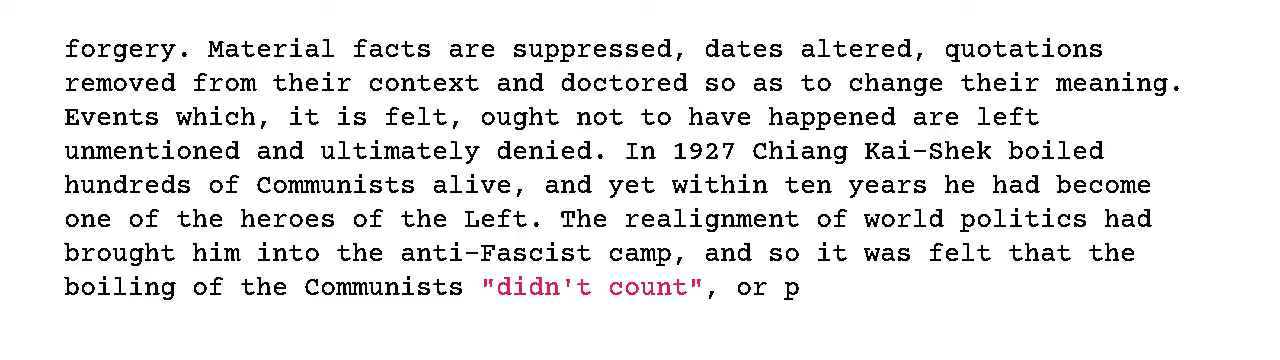 forgery. Material facts are suppressed, dates altered, quotations
removed from their context and doctored so as to change their meaning.
Events which, it is felt, ought not to have happened are left
unmentioned and ultimately denied. In 1927 Chiang Kai-Shek boiled
hundreds of Communists alive, and yet within ten years he had become
one of the heroes of the Left. The realignment of world politics had
brought him into the anti-Fascist camp, and so it was felt that the
boiling of the Communists "didn't count", or p